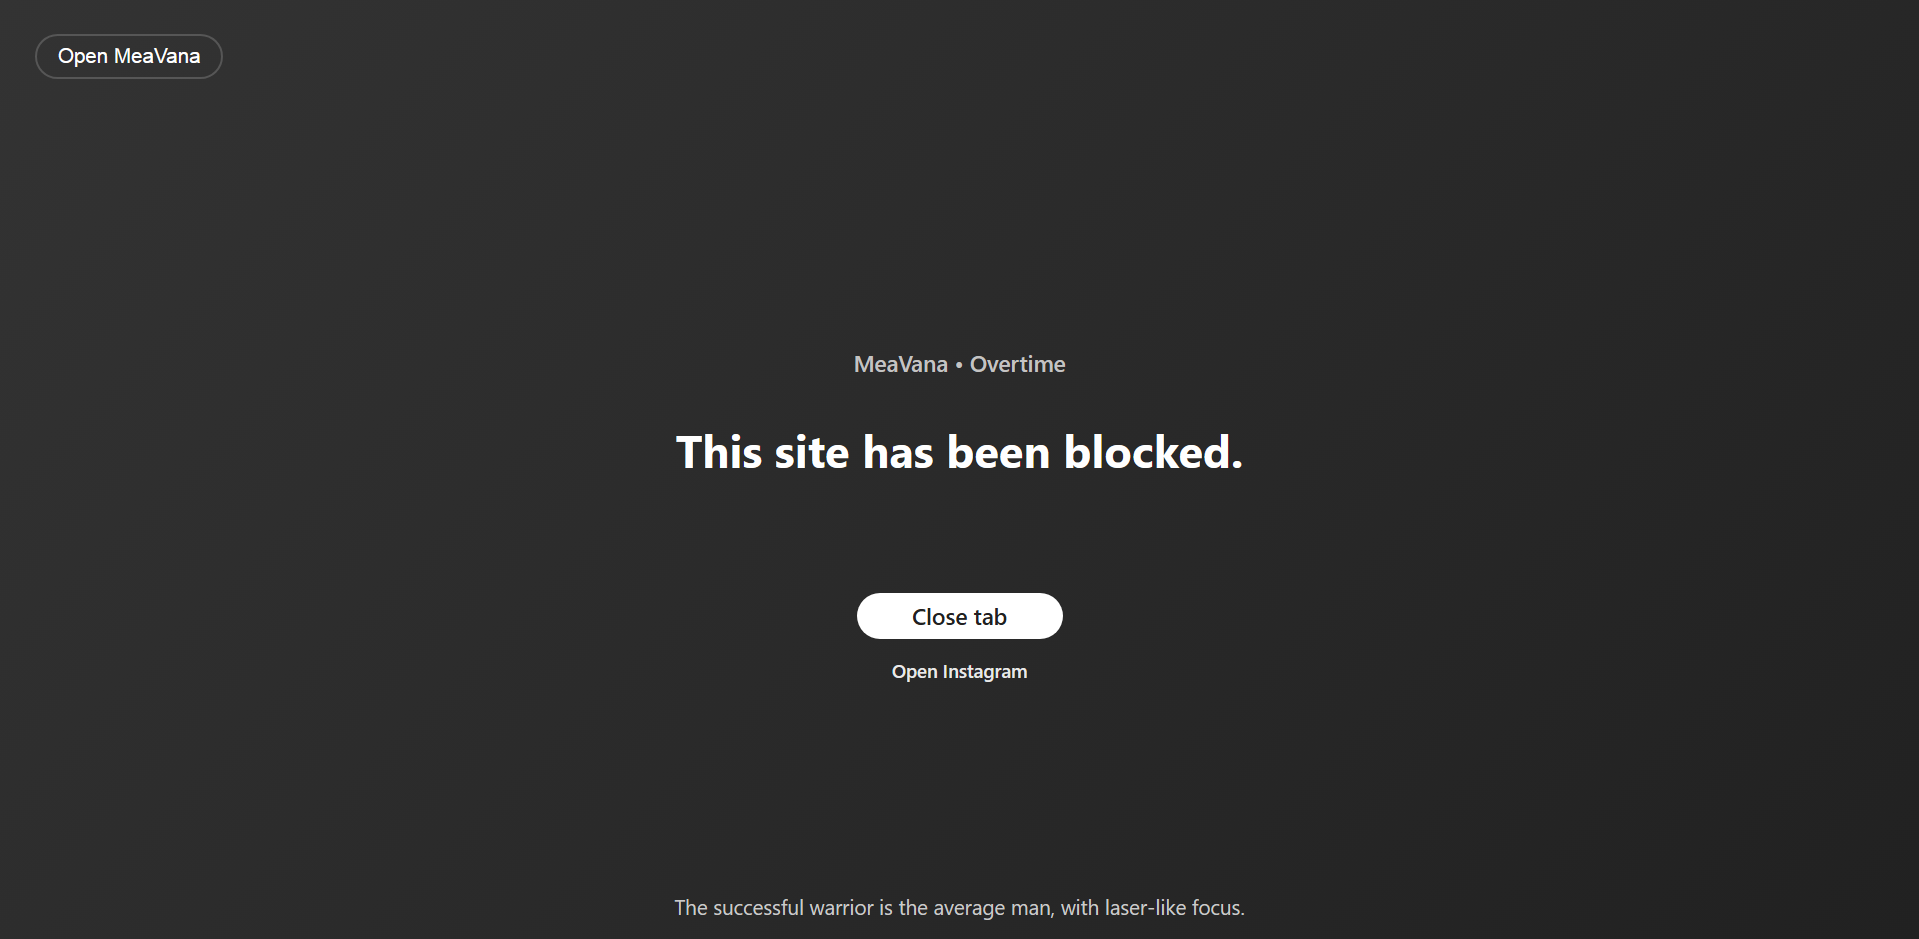 Open MeaVana
MeaVana • Overtime
This site has been blocked.
Close tab
Open Instagram
The successful warrior is the average man, with laser-like focus.